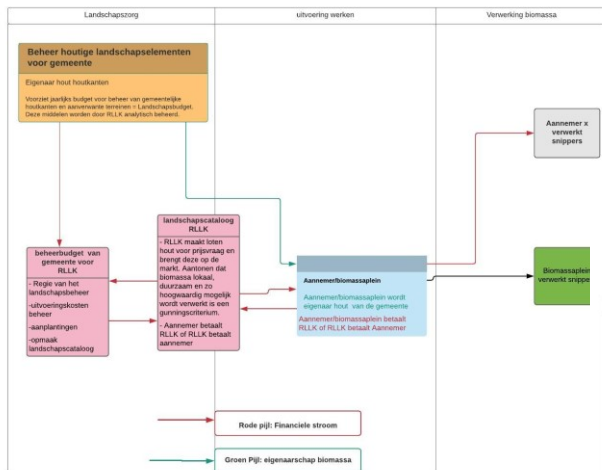 Landschapszorg
uitvoering werken
Verwerking biomassa
Beheer houtige landschapselementen
voor gemeente
Eigenaar hout houtkanten
Voorziet jaarlijks budget voor beheer van gemeentelijke
houtkanten en aanverwante terreinen = Landschapsbudget.
Deze middelen worden door RLLK analytisch beheerd.
Aannemer x
verwerkt
snippers
landschapscataloog
RLLK
- RLLK maakt loten
hout voor prijsvraag en
brengt deze op de
markt. Aantonen dat
biomassa lokaal,
duurzaam en zo
hoogwaardig mogelijk
wordt verwerkt is een
gunningscriterium.
- Aannemer betaalt
RLLK of RLLK betaalt
aannemer
beheerbudget van
gemeente voor
RLLK
- Regie van het
landschapsbeheer
-uitvoeringskosten
beheer
-aanplantingen
-opmaak
landschapscataloog
Aannemer/biomassaplein
Aannemer/biomassaplein wordt
eigenaar hout van de gemeente
Aannemer/biomassaplein betaalt
RLLK of RLLK betaalt Aannemer
Biomassaplein
verwerkt snippe
Rode pijl: Financiele stroom
Groen Pijl: eigenaarschap biomassa